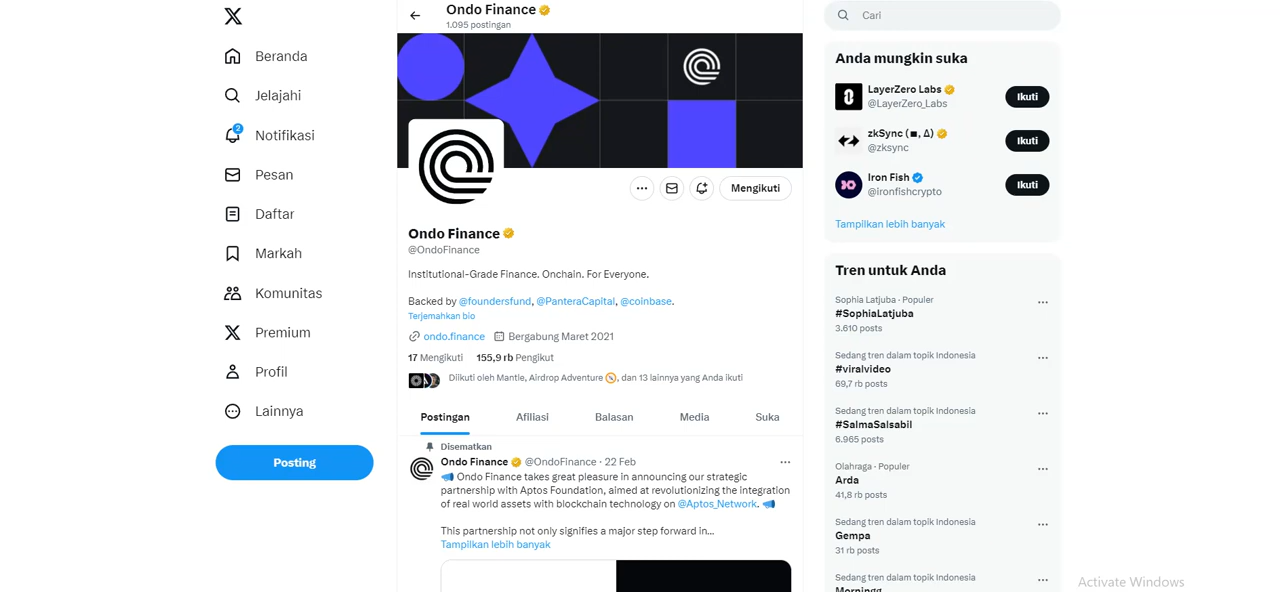 Beranda
Jelajahi
2
Notifikasi
Pesan
Daftar
Markah
Komunitas
Premium
Profil
Lainnya
Posting
Ondo Finance
1.095 postingan
Mengikuti
Ondo Finance
@OndoFinance
Institutional-Grade Finance. Onchain. For Everyone.
Backed by @foundersfund, @PanteraCapital, @coinbase.
Terjemahkan bio
ondo.finance Bergabung Maret 2021
17 Mengikuti 155,9 rb Pengikut
Diikuti oleh Mantle, Airdrop Adventure 🧭, dan 13 lainnya yang Anda ikuti
Postingan Afiliasi Balasan Media Suka
Disematkan
Ondo Finance @OndoFinance · 22 Feb
📣 Ondo Finance takes great pleasure in announcing our strategic
partnership with Aptos Foundation, aimed at revolutionizing the integration
of real world assets with blockchain technology on @Aptos_Network. 📣
This partnership not only signifies a major step forward in...
Tampilkan lebih banyak
Cari
Anda mungkin suka
LayerZero Labs
@LayerZero_Labs
Ikuti
zkSync (∎, ∆)
@zksync
Ikuti
Iron Fish
@ironfishcrypto
Ikuti
Tampilkan lebih banyak
Tren untuk Anda
Sophia Latjuba · Populer
#SophiaLatjuba
3.610 posts
Sedang tren dalam topik Indonesia
#viralvideo
69,7 rb posts
Sedang tren dalam topik Indonesia
#SalmaSalsabil
6.965 posts
Olahraga · Populer
Arda
41,8 rb posts
Sedang tren dalam topik Indonesia
Gempa
31 rb posts
Sedang tren dalam topik Indonesia
Morningg
Activate Windows